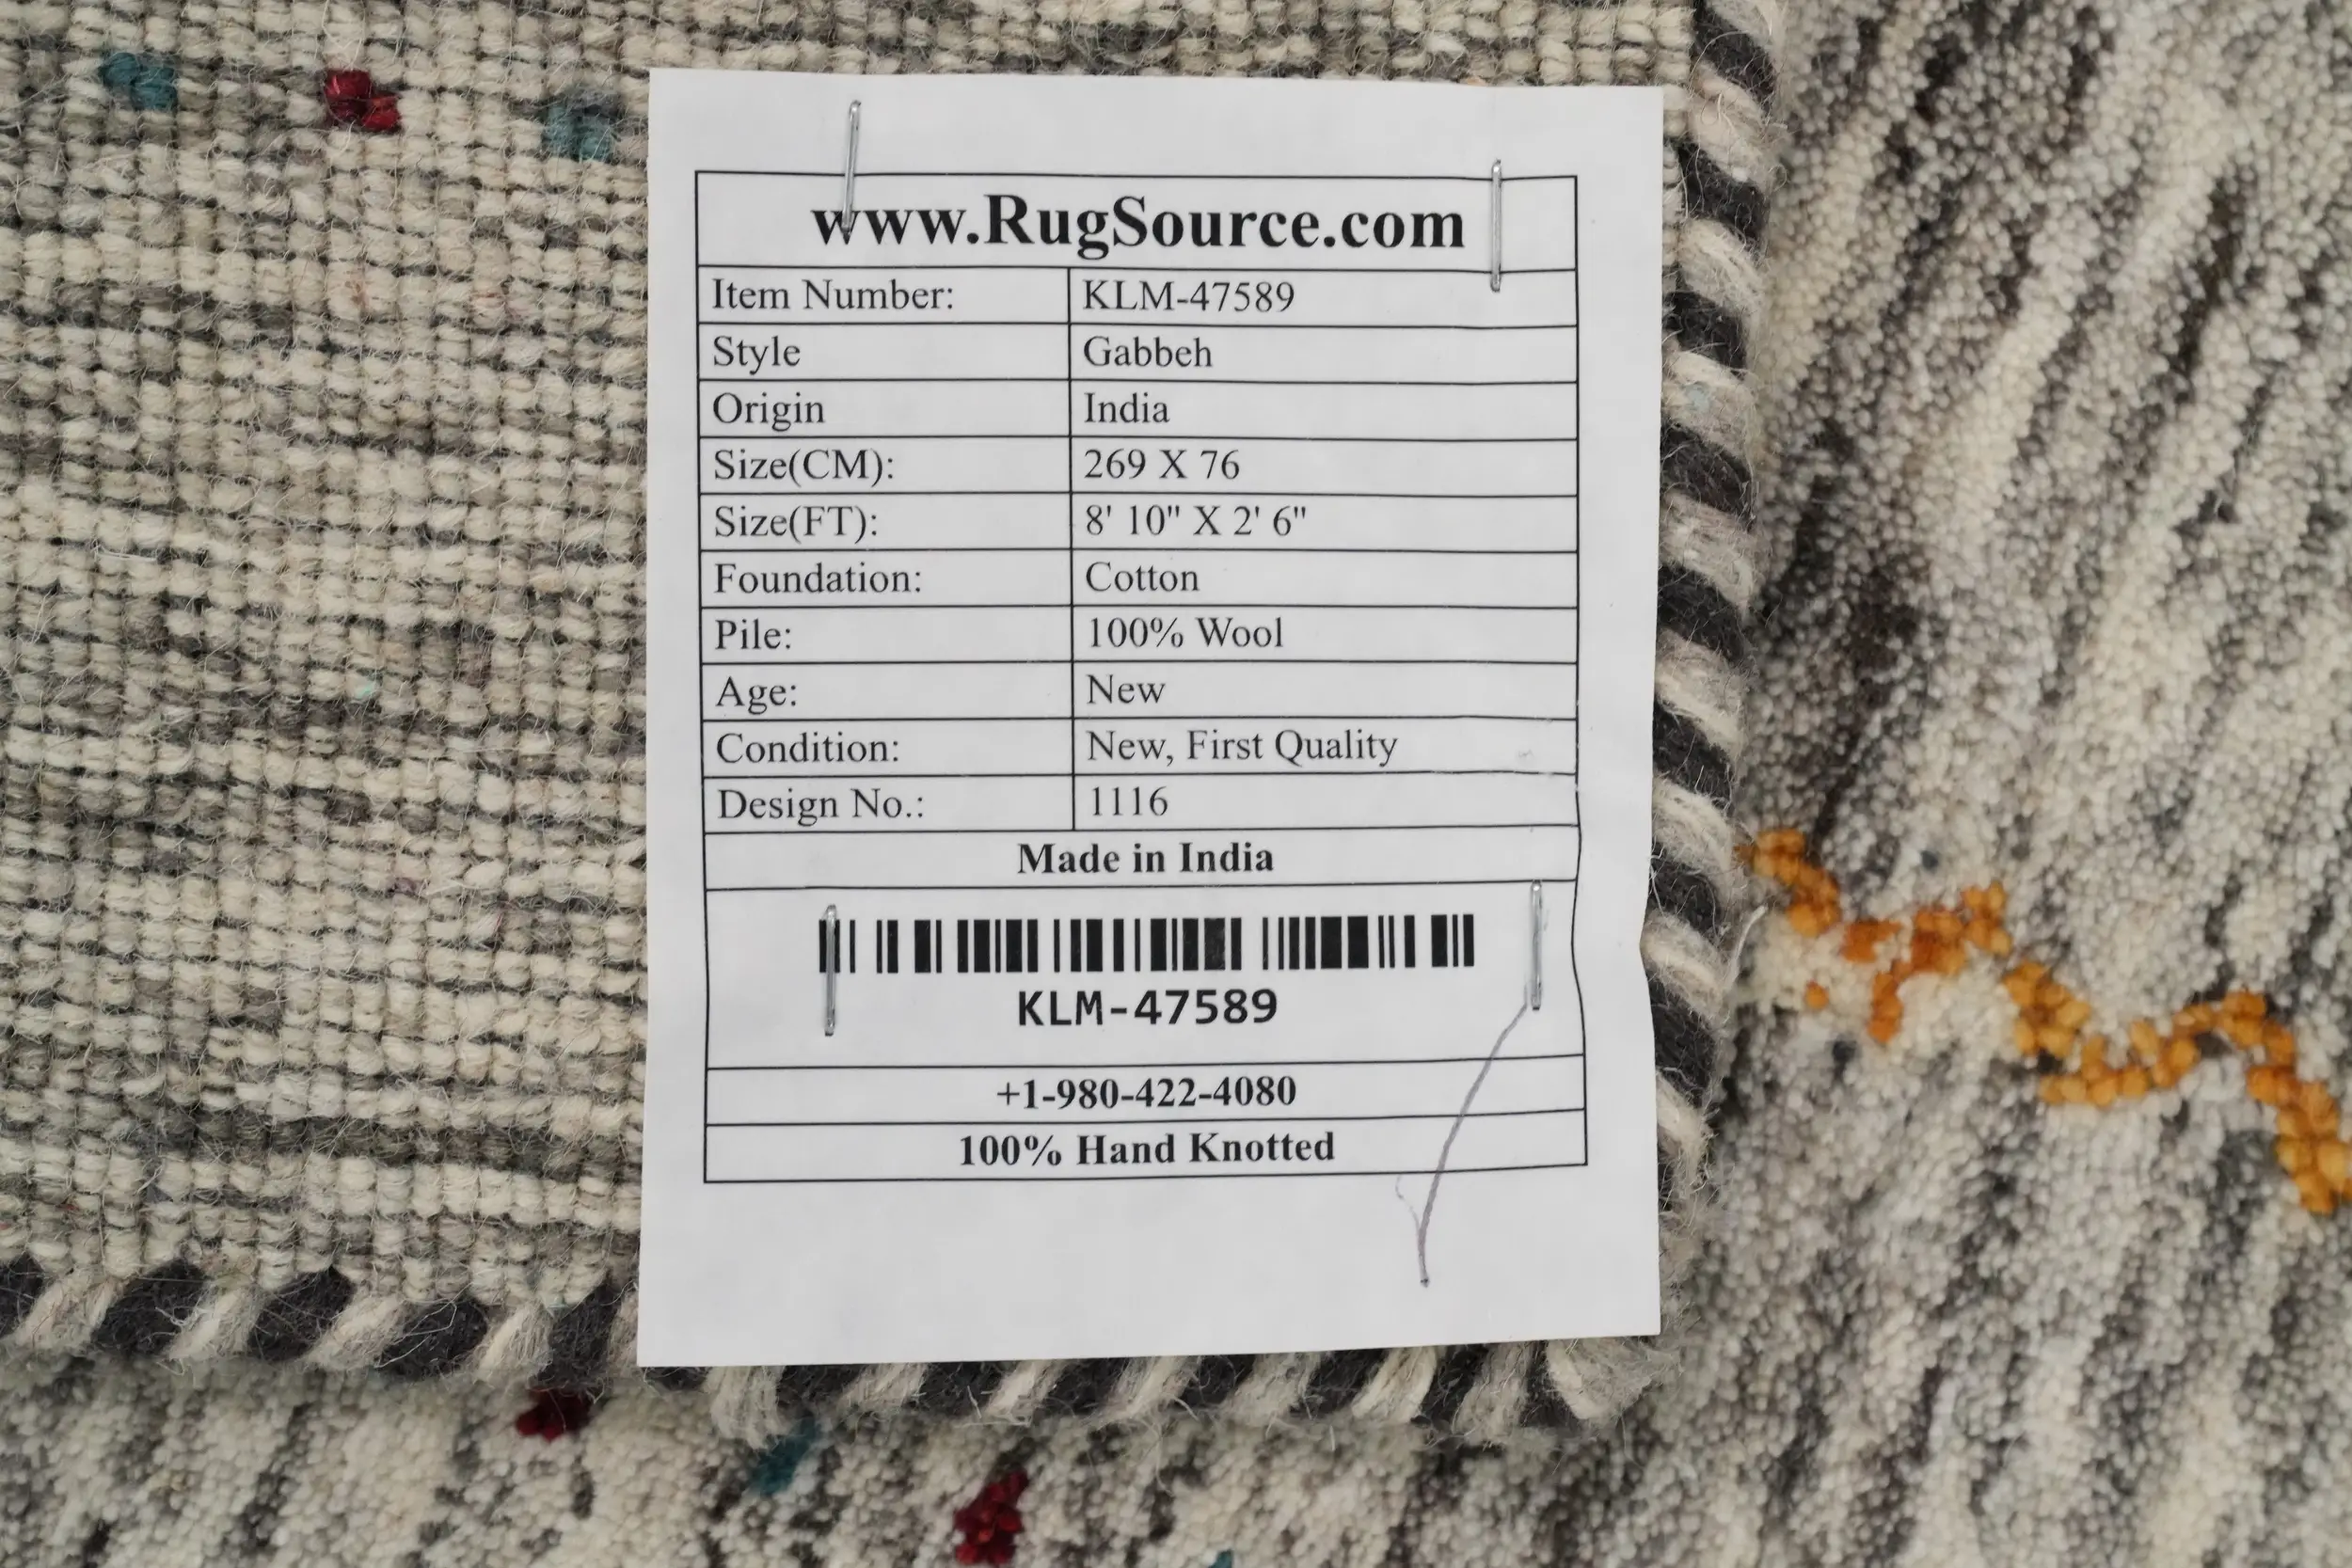 www.RugSource.com
Item Number: KLM-47589
Style Gabbeh
Origin India
Size(CM): 269 X 76
Size(FT): 8' 10" X 2' 6"
Foundation: Cotton
Pile: 100% Wool
Age: New
Condition: New, First Quality
Design No.: 1116
Made in India
KLM-47589
+1-980-422-4080
100% Hand Knotted